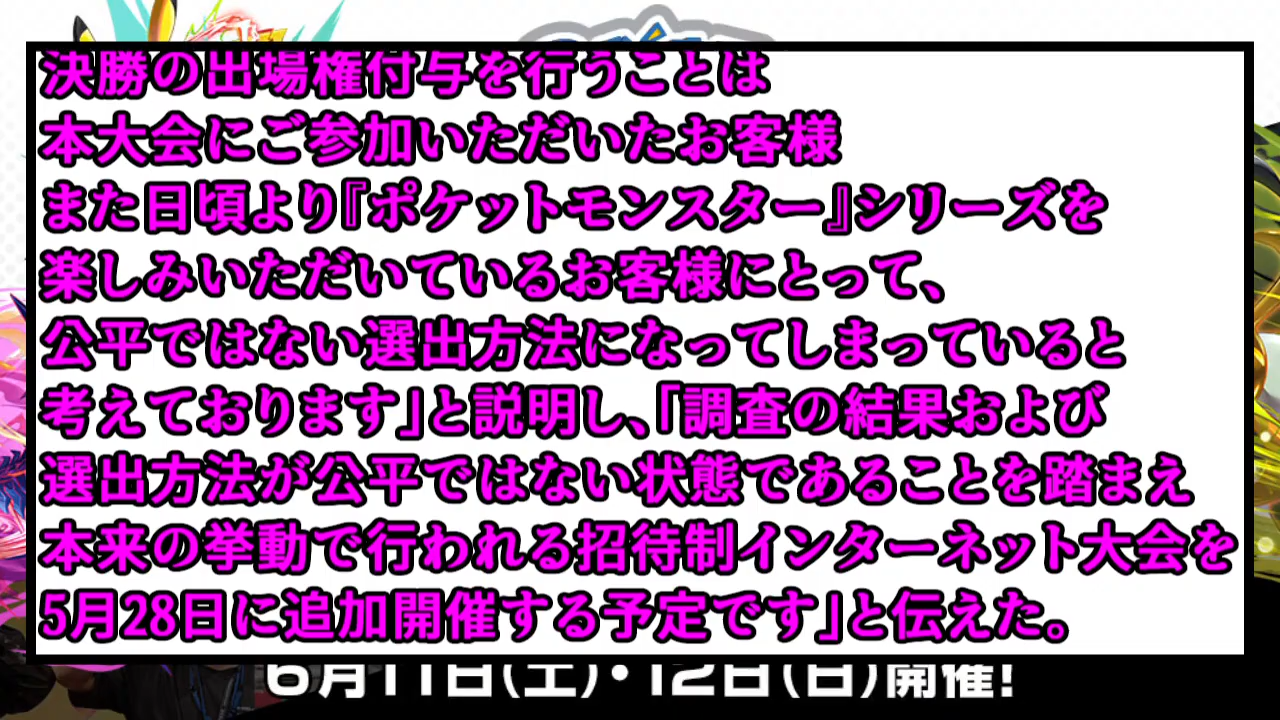 決勝の出場権付与を行うことは
本大会にご参加いただいたお客様
また日頃より『ポケットモンスター』シリーズを
楽しみいただいているお客様にとって、
公平ではない選出方法になってしまっていると
考えております」と説明し、「調査の結果および
選出方法が公平ではない状態であることを踏まえ
本来の挙動で行われる招待制インターネット大会を
5月28日に追加開催する予定です」と伝えた。
6月11日(土)・12日(日)開催!